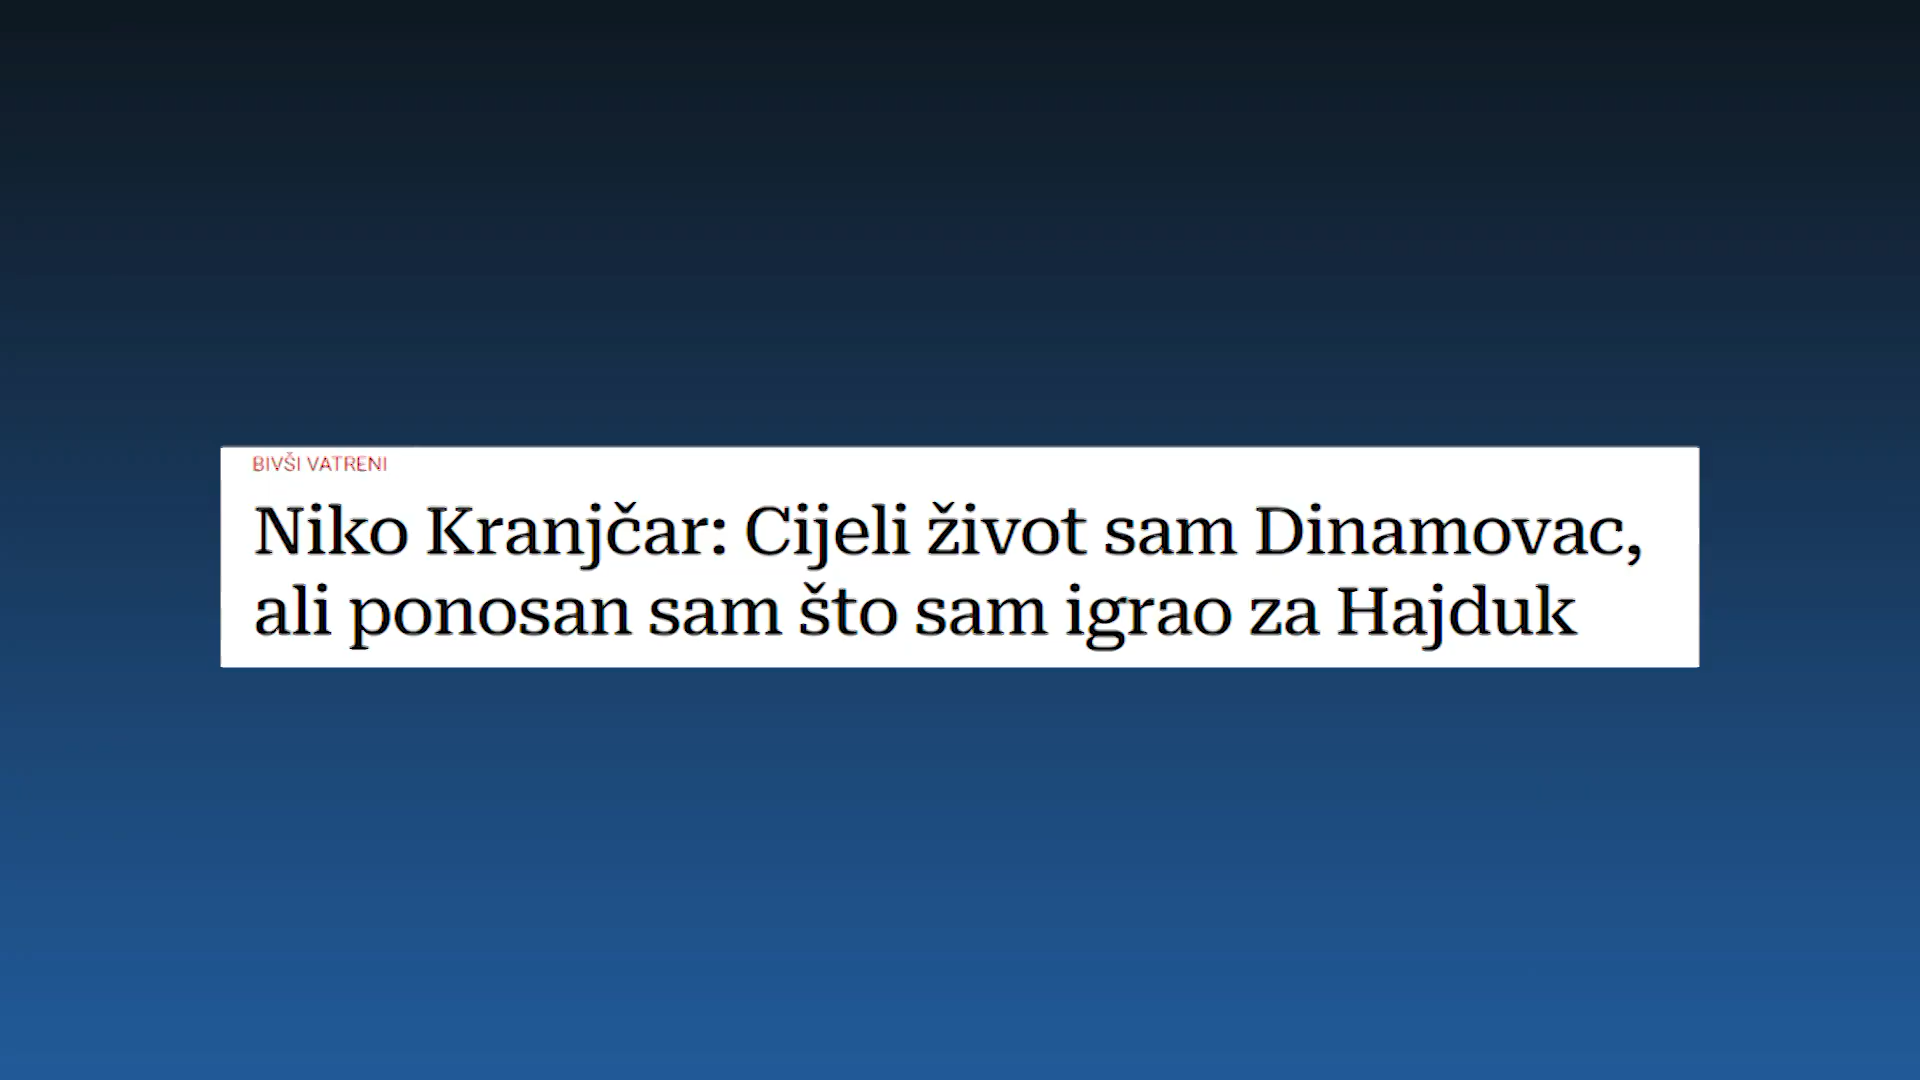 BIVŠI VATRENI
Niko Kranjčar: Cijeli život sam Dinamovac,
ali ponosan sam što sam igrao za Hajduk